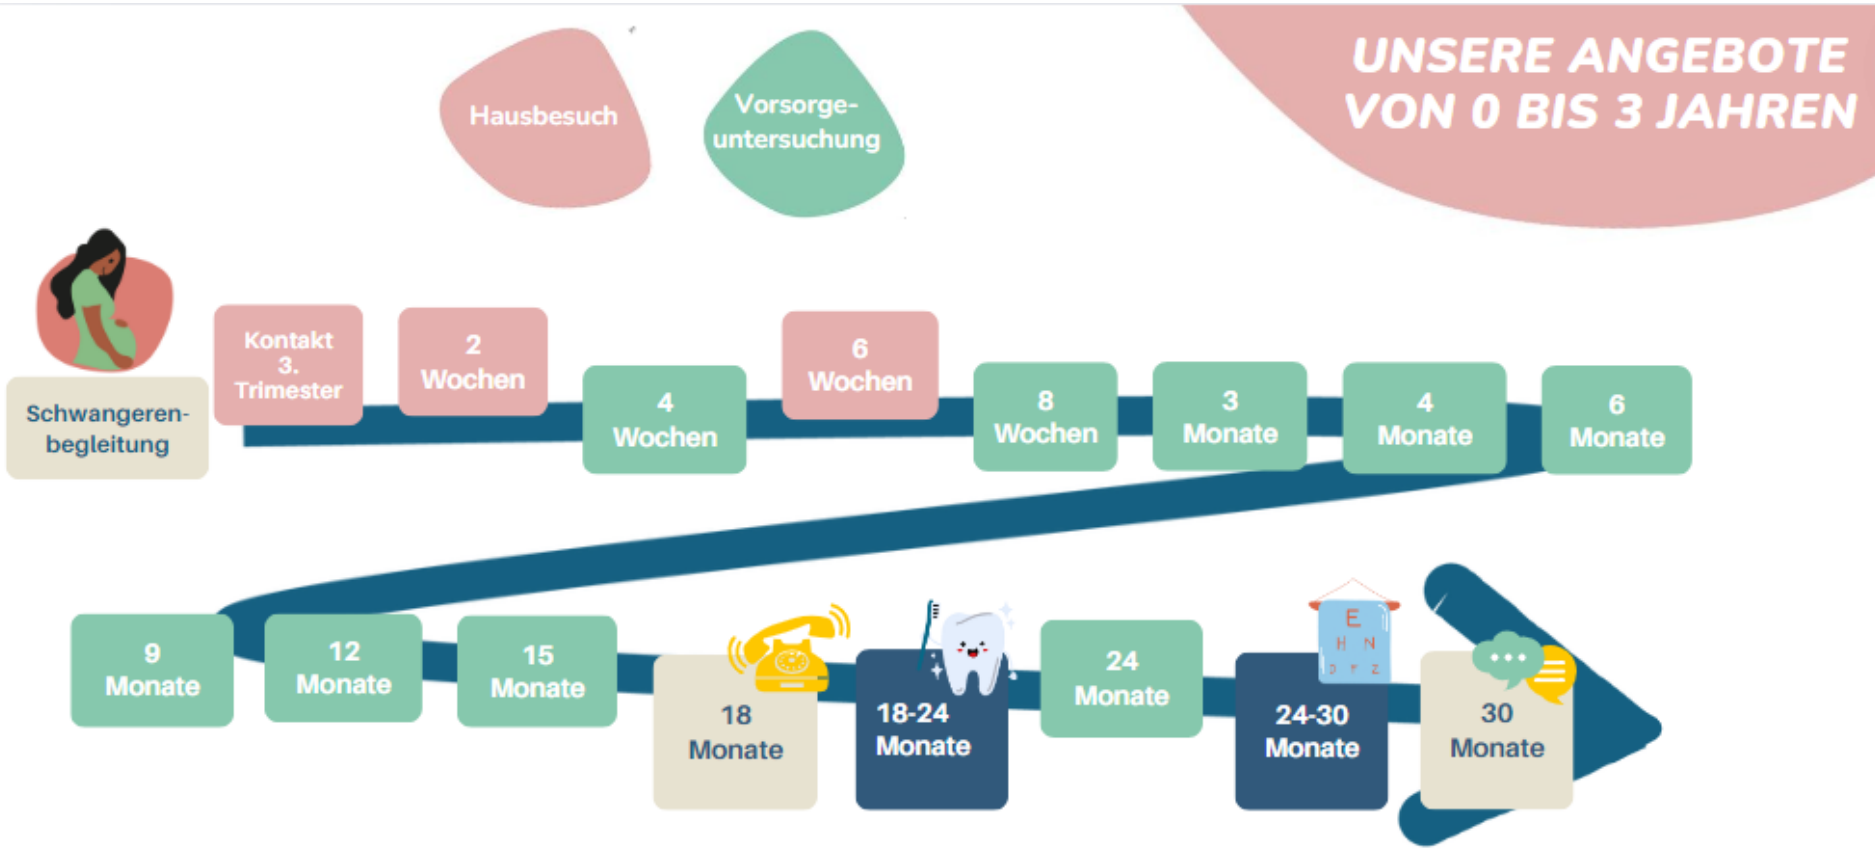 UNSERE ANGEBOTE
VON 0 BIS 3 JAHREN
Hausbesuch
Vorsorge-
untersuchung
Schwangeren-
begleitung
Kontakt
3.
Trimester
2
Wochen
4
Wochen
6
Wochen
8
Wochen
3
Monate
4
Monate
6
Monate
9
Monate
12
Monate
15
Monate
18
Monate
18-24
Monate
24
Monate
E
H N
D F Z
24-30
Monate
30
Monate